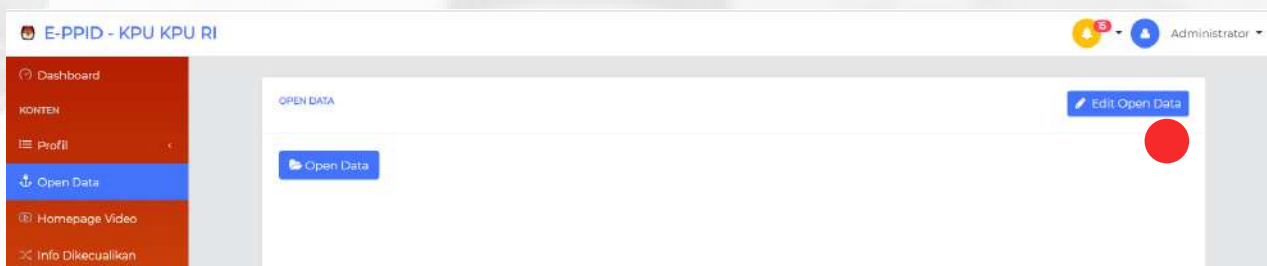 E-PPID - KPU KPU RI
15
Administrator
Dashboard
KONTEN
Profil
Open Data
Homepage Video
Info Dikecualikan
OPEN DATA
Edit Open Data
Open Data